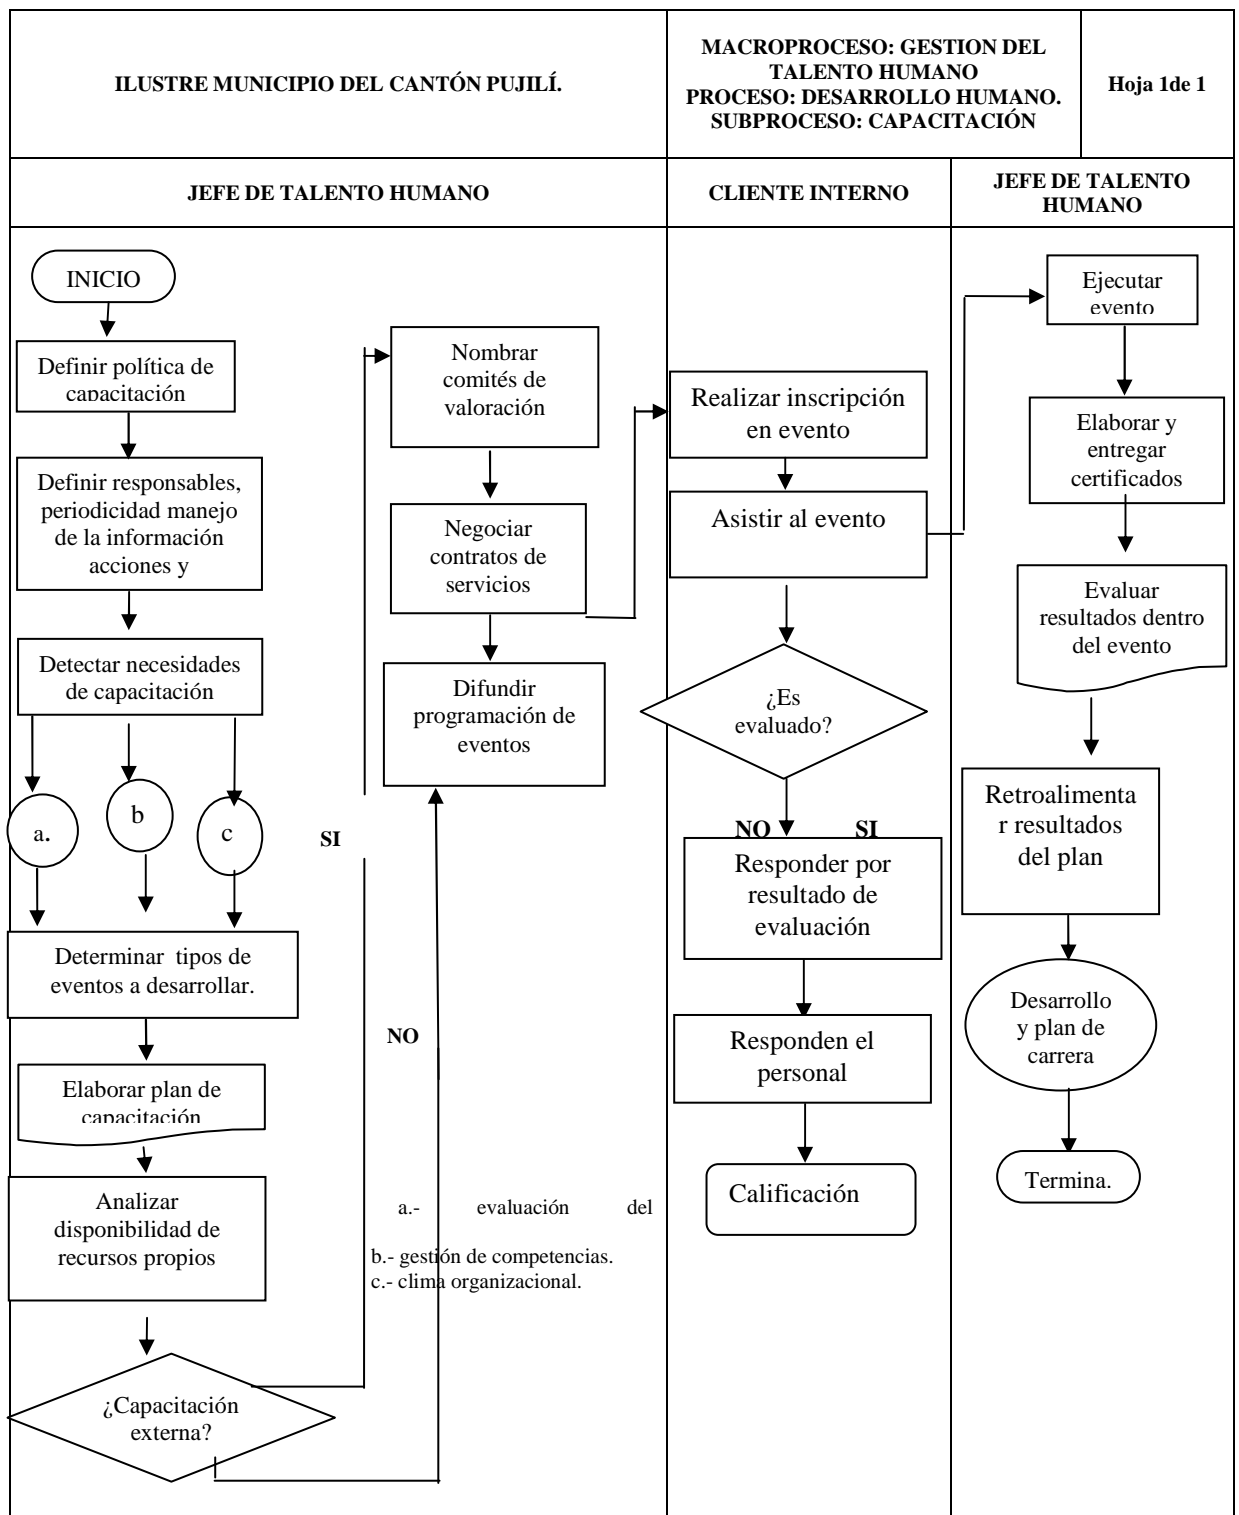 ILUSTRE MUNICIPIO DEL CANTÓN PUJILÍ.
MACROPROCESO: GESTION DEL
TALENTO HUMANO
PROCESO: DESARROLLO HUMANO.
SUBPROCESO: CAPACITACIÓN
Hoja 1de 1
JEFE DE TALENTO HUMANO
CLIENTE INTERNO
JEFE DE TALENTO
HUMANO
INICIO
Definir política de
capacitación
Definir responsables,
periodicidad manejo
de la información
acciones y
Detectar necesidades
de capacitación
a.
b
c
Determinar tipos de
eventos a desarrollar.
Elaborar plan de
capacitación
Analizar
disponibilidad de
recursos propios
¿Capacitación
externa?
SI
NO
Nombrar
comités de
valoración
Negociar
contratos de
servicios
Difundir
programación de
eventos
a.- evaluación del
b.- gestión de competencias.
c.- clima organizacional.
Realizar inscripción
en evento
Asistir al evento
¿Es
evaluado?
NO SI
Responder por
resultado de
evaluación
Responden el
personal
Calificación
Ejecutar
evento
Elaborar y
entregar
certificados
Evaluar
resultados dentro
del evento
Retroalimenta
r resultados
del plan
Desarrollo
y plan de
carrera
Termina.